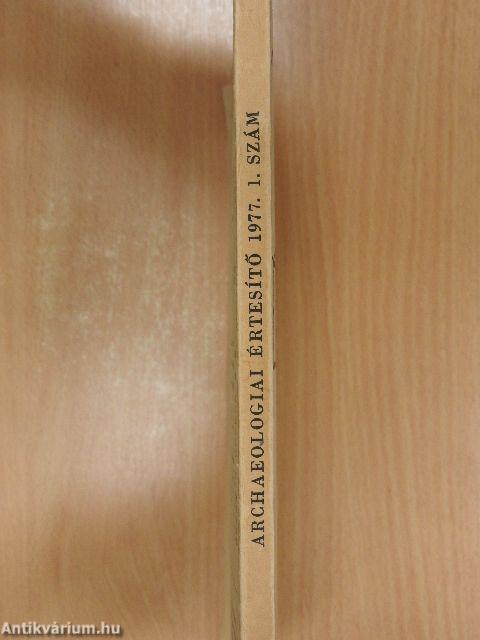 ARCHAEOLOGIAI ÉRTESÍTŐ 1977. 1. SZÁM
Antikvárium.hu